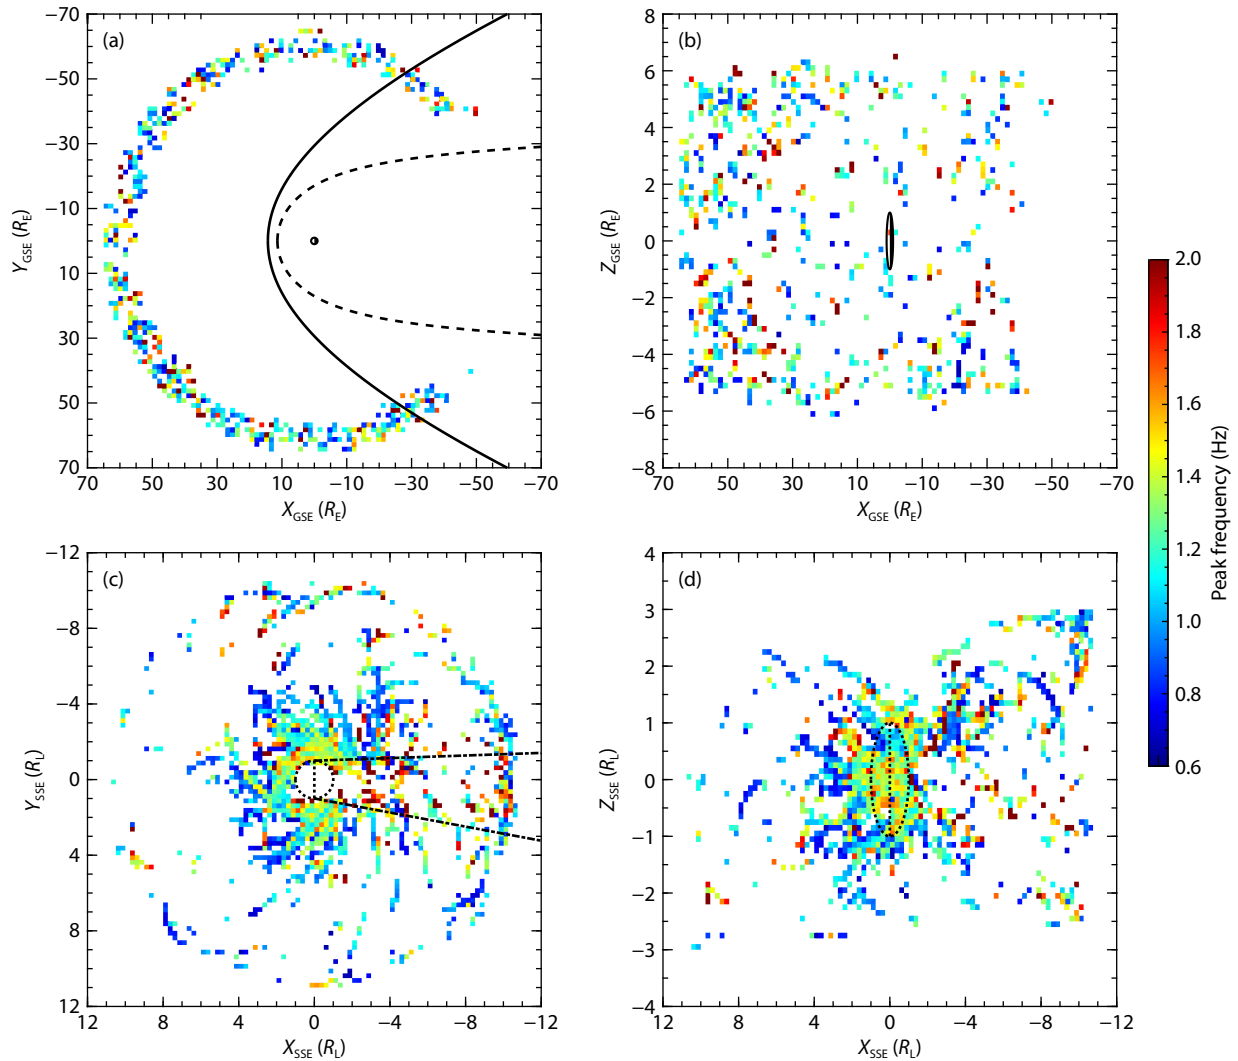 (a)
−70
−50
−30
−10
10
30
50
70
Y_GSE (R_E)
70 50 30 10 −10 −30 −50 −70
X_GSE (R_E)
(b)
8
6
4
2
0
−2
−4
−6
−8
Z_GSE (R_E)
70 50 30 10 −10 −30 −50 −70
X_GSE (R_E)
2.0
1.8
1.6
1.4
1.2
1.0
0.8
0.6
Peak frequency (Hz)
(c)
−12
−8
−4
0
4
8
12
Y_SSE (R_L)
12 8 4 0 −4 −8 −12
X_SSE (R_L)
(d)
4
3
2
1
0
−1
−2
−3
−4
Z_SSE (R_L)
12 8 4 0 −4 −8 −12
X_SSE (R_L)